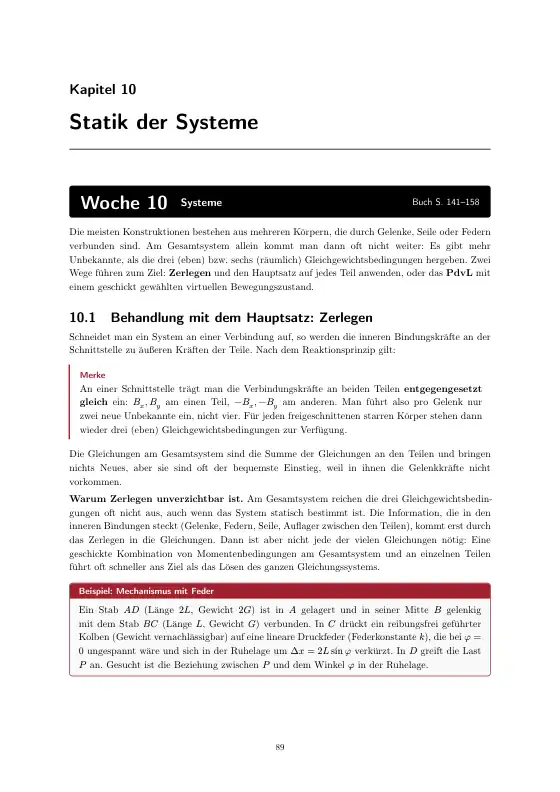 Kapitel 10
Statik der Systeme
Woche 10 Systeme Buch S. 141–158
Die meisten Konstruktionen bestehen aus mehreren Körpern, die durch Gelenke, Seile oder Federn
verbunden sind. Am Gesamtsystem allein kommt man dann oft nicht weiter: Es gibt mehr
Unbekannte, als die drei (eben) bzw. sechs (räumlich) Gleichgewichtsbedingungen hergeben. Zwei
Wege führen zum Ziel: Zerlegen und den Hauptsatz auf jedes Teil anwenden, oder das PdvL mit
einem geschickt gewählten virtuellen Bewegungszustand.
10.1 Behandlung mit dem Hauptsatz: Zerlegen
Schneidet man ein System an einer Verbindung auf, so werden die inneren Bindungskräfte an der
Schnittstelle zu äußeren Kräften der Teile. Nach dem Reaktionsprinzip gilt:
Merke
An einer Schnittstelle trägt man die Verbindungskräfte an beiden Teilen entgegengesetzt
gleich ein: Bₓ, B_y am einen Teil, −Bₓ, −B_y am anderen. Man führt also pro Gelenk nur
zwei neue Unbekannte ein, nicht vier. Für jeden freigeschnittenen starren Körper stehen dann
wieder drei (eben) Gleichgewichtsbedingungen zur Verfügung.
Die Gleichungen am Gesamtsystem sind die Summe der Gleichungen an den Teilen und bringen
nichts Neues, aber sie sind oft der bequemste Einstieg, weil in ihnen die Gelenkkräfte nicht
vorkommen.
Warum Zerlegen unverzichtbar ist. Am Gesamtsystem reichen die drei Gleichgewichtsbedin-
gungen oft nicht aus, auch wenn das System statisch bestimmt ist. Die Information, die in den
inneren Bindungen steckt (Gelenke, Federn, Seile, Auflager zwischen den Teilen), kommt erst durch
das Zerlegen in die Gleichungen. Dann ist aber nicht jede der vielen Gleichungen nötig: Eine
geschickte Kombination von Momentenbedingungen am Gesamtsystem und an einzelnen Teilen
führt oft schneller ans Ziel als das Lösen des ganzen Gleichungssystems.
Beispiel: Mechanismus mit Feder
Ein Stab AD (Länge 2L, Gewicht 2G) ist in A gelagert und in seiner Mitte B gelenkig
mit dem Stab BC (Länge L, Gewicht G) verbunden. In C drückt ein reibungsfrei geführter
Kolben (Gewicht vernachlässigbar) auf eine lineare Druckfeder (Federkonstante k), die bei φ =
0 ungespannt wäre und sich in der Ruhelage um Δx = 2L sin φ verkürzt. In D greift die Last
P an. Gesucht ist die Beziehung zwischen P und dem Winkel φ in der Ruhelage.
89